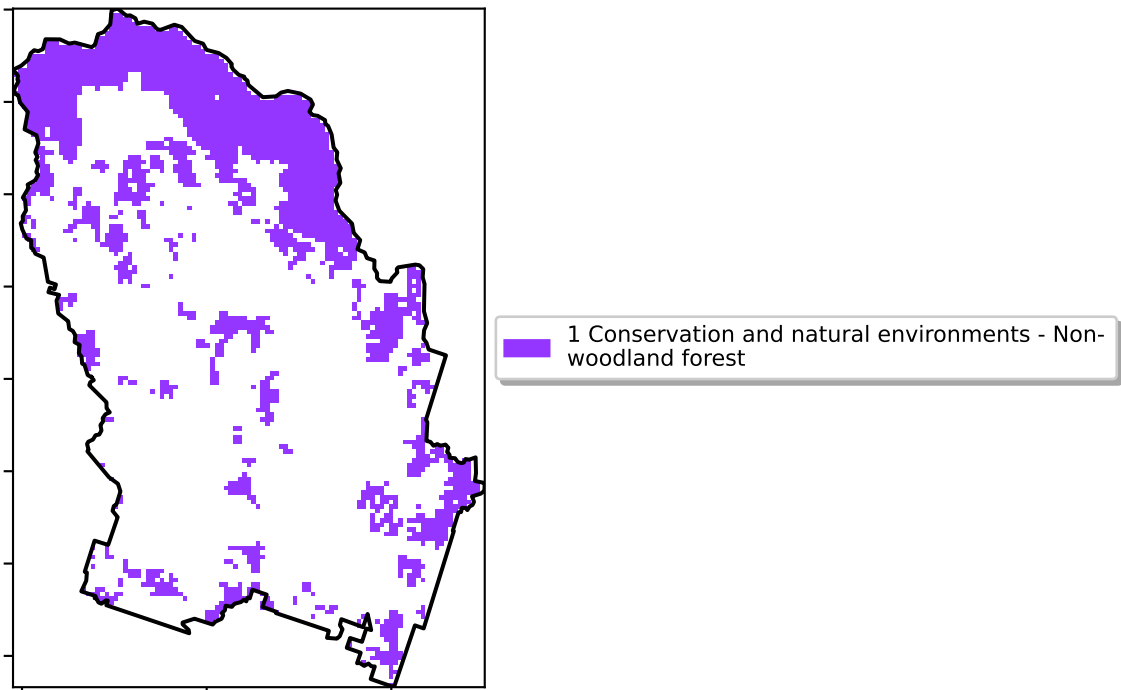 1 Conservation and natural environments - Non-
woodland forest